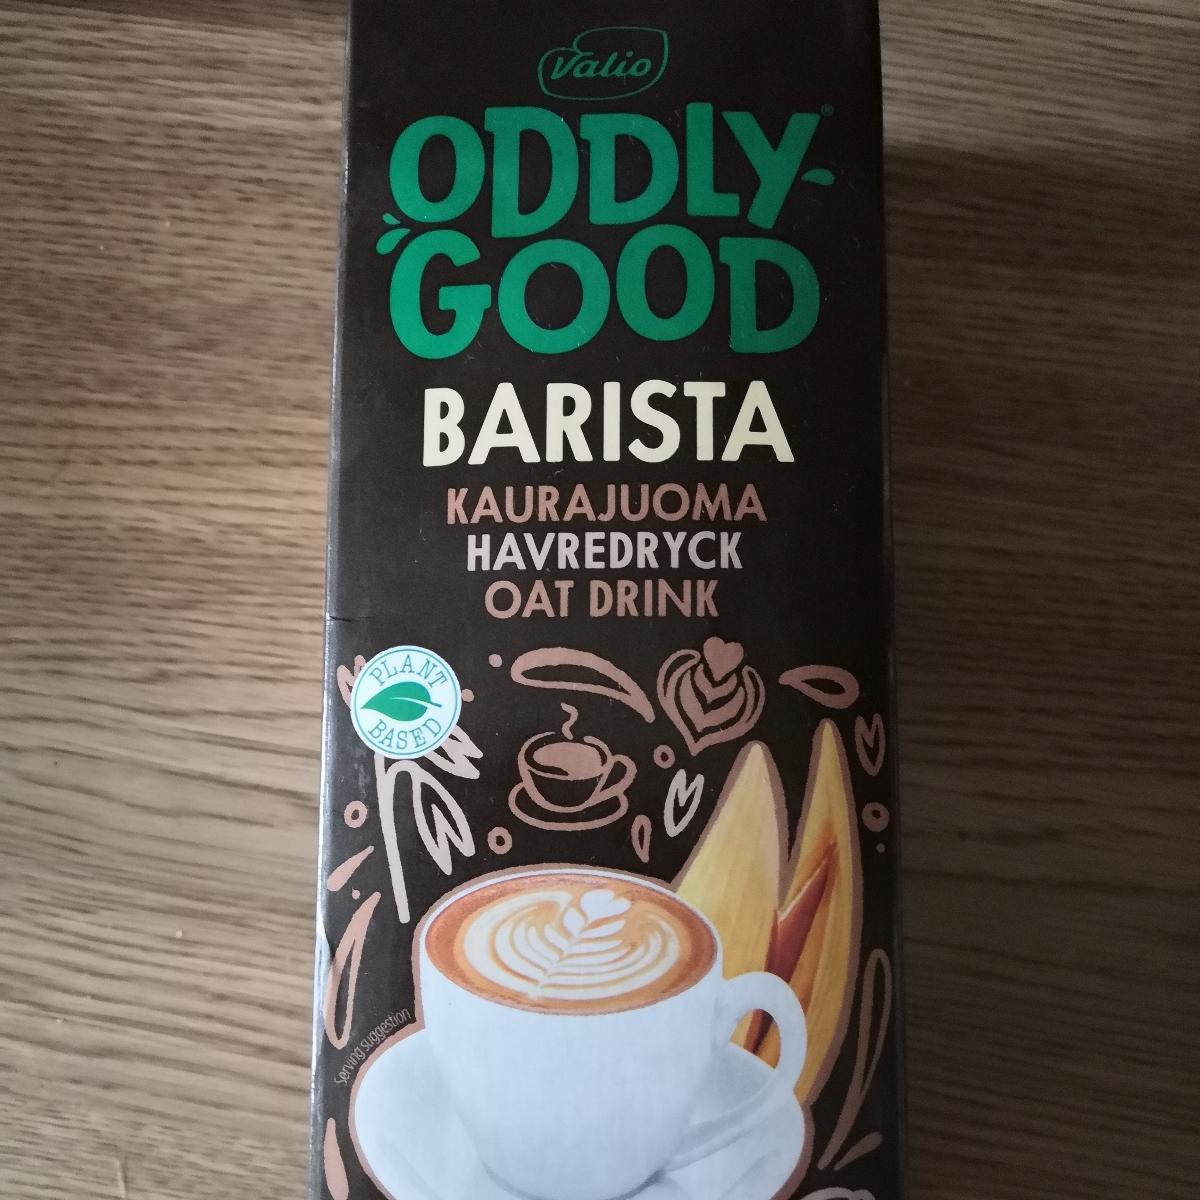 Valio
ODDLY-
GOOD®
BARISTA
KAURAJUOMA
HAVREDRYCK
OAT DRINK
PLANT
BASED
Serving suggestion